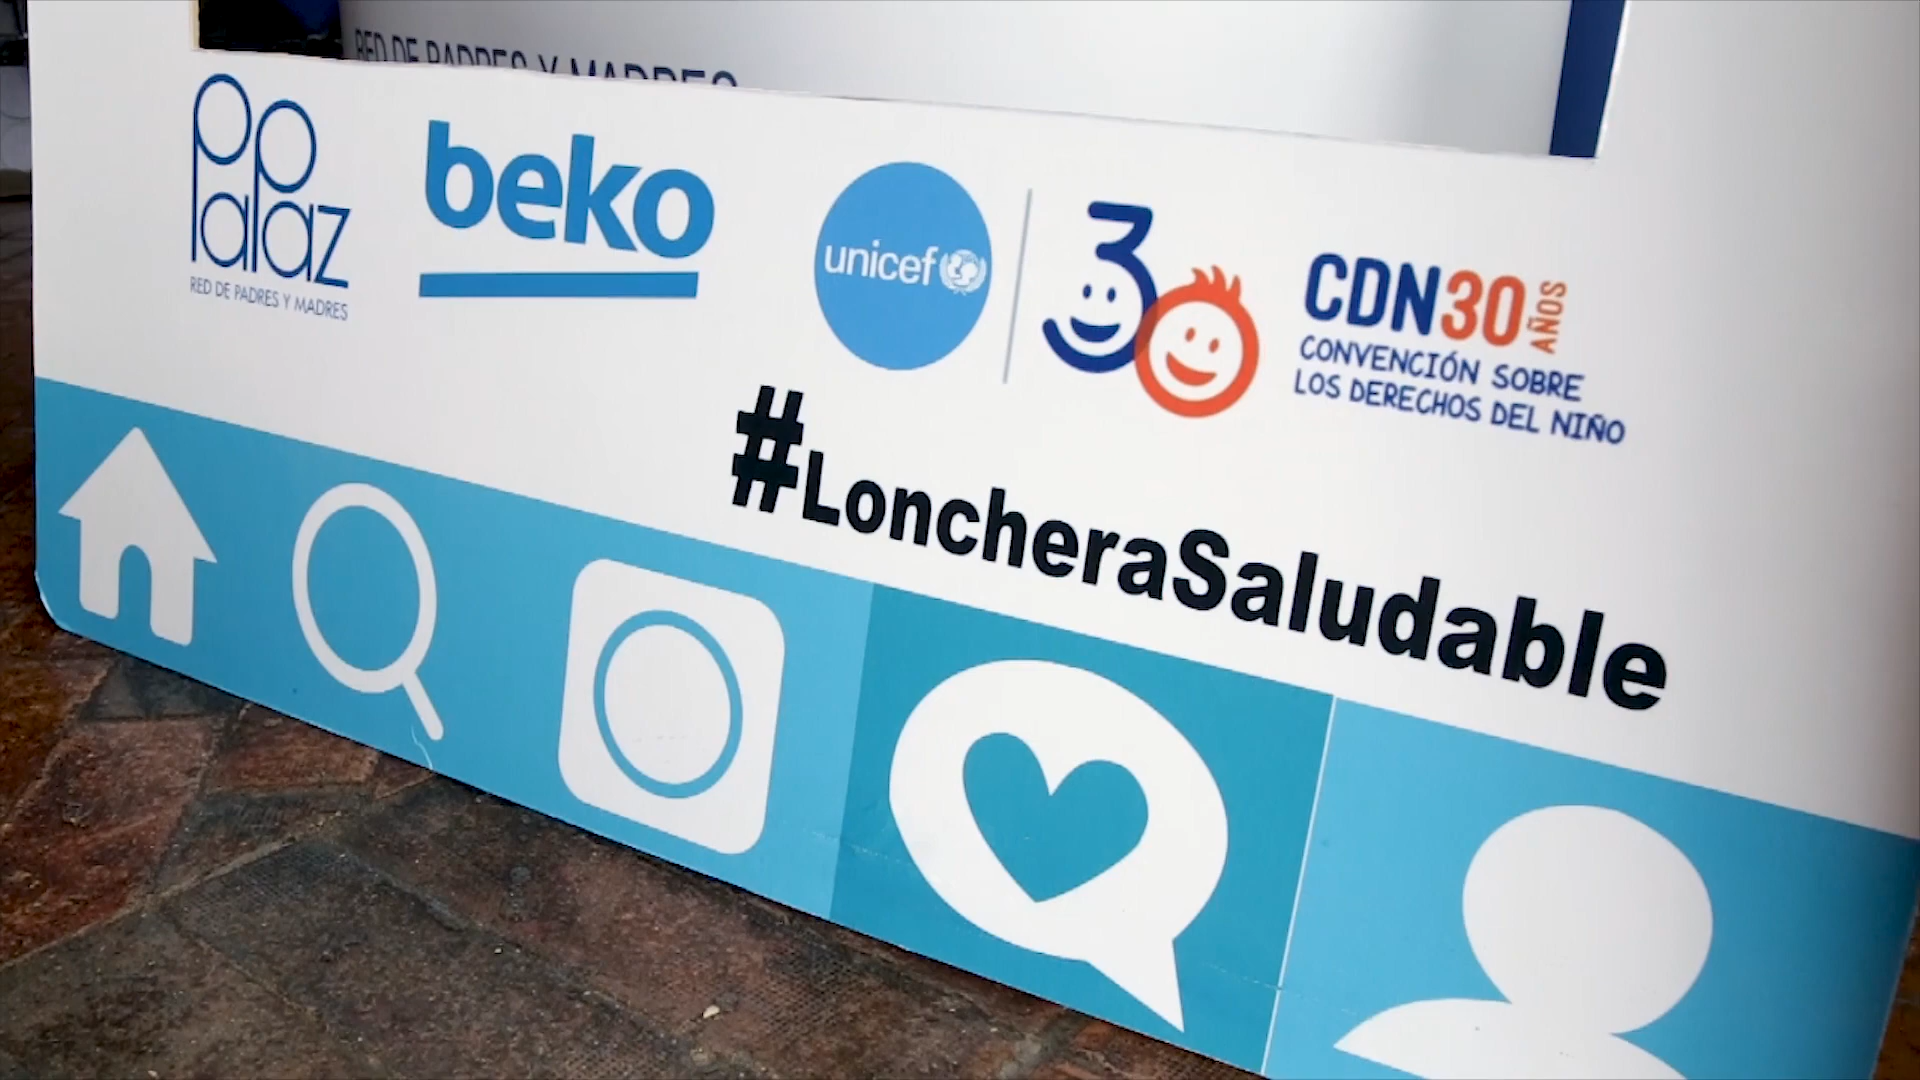 RED DE PADRES Y MADRES
papaz
RED DE PADRES Y MADRES
beko
unicef
30
CDN30 AÑOS
CONVENCIÓN SOBRE
LOS DERECHOS DEL NIÑO
#LoncheraSaludable